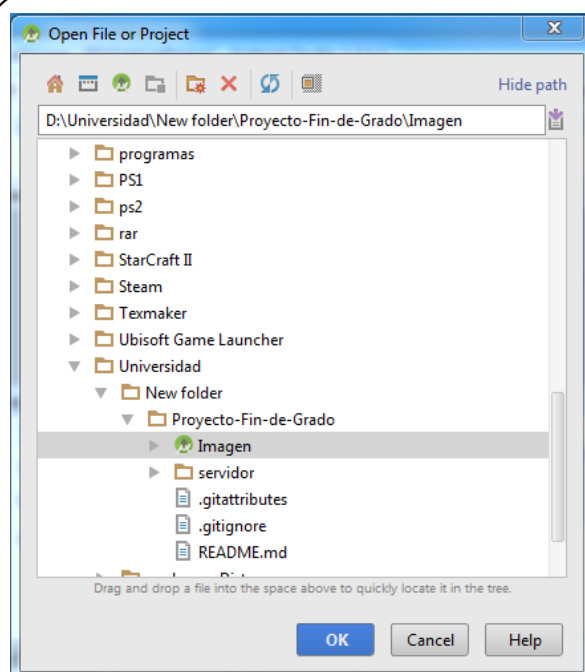 Open File or Project
Hide path
D:\Universidad\New folder\Proyecto-Fin-de-Grado\Imagen
programas
PS1
ps2
rar
StarCraft II
Steam
Texmaker
Ubisoft Game Launcher
Universidad
New folder
Proyecto-Fin-de-Grado
Imagen
servidor
.gitattributes
.gitignore
README.md
Drag and drop a file into the space above to quickly locate it in the tree.
OK Cancel Help